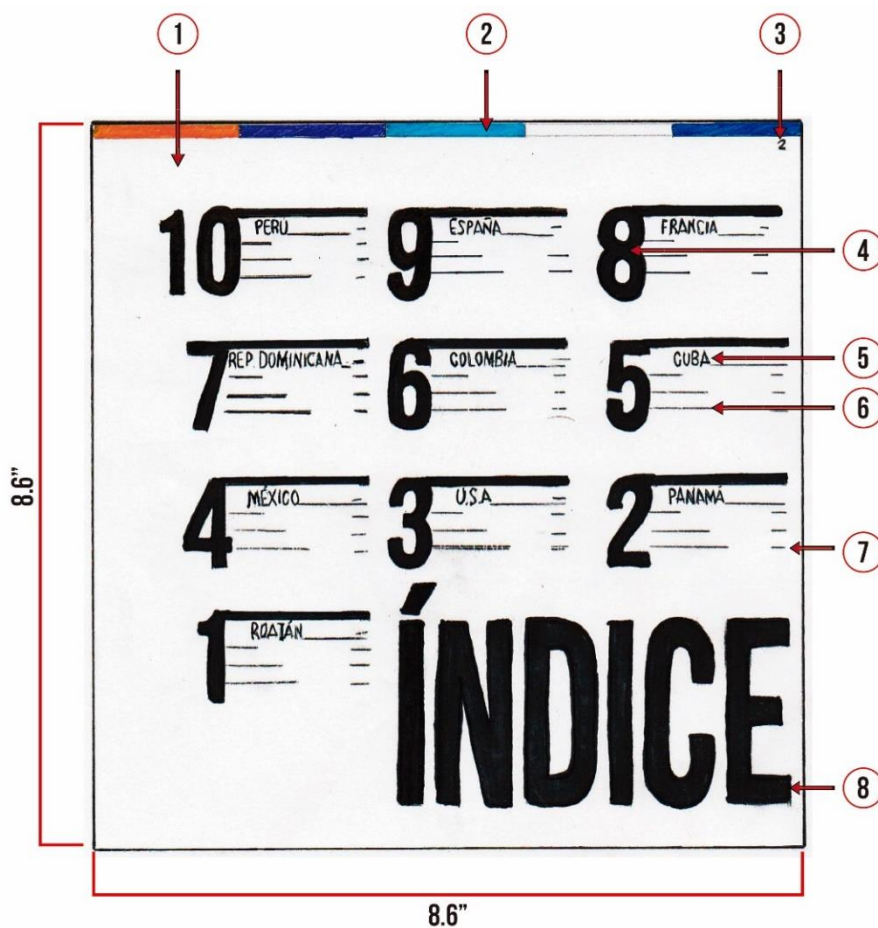 1 2 3
2
10 PERÚ 9 ESPAÑA 8 FRANCIA 4
7 REP. DOMINICANA 6 COLOMBIA 5 CUBA 5
6
8.6”
4 MÉXICO 3 U.S.A 2 PANAMÁ
7
1 ROATÁN
ÍNDICE
8
8.6”